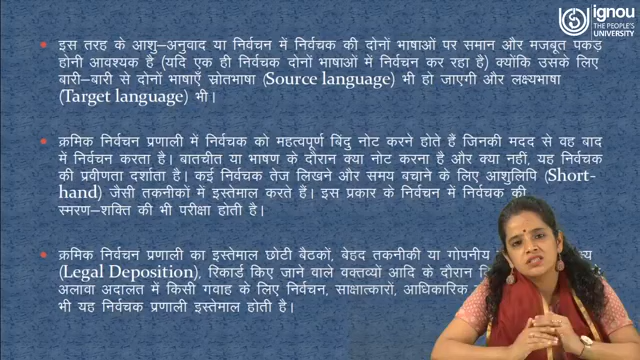 ignou
THE PEOPLE'S
UNIVERSITY
इस तरह के आशु–अनुवाद या निर्वचन में निर्वचक की दोनों भाषाओं पर समान और मजबूत पकड़
होनी आवश्यक है (यदि एक ही निर्वचक दोनों भाषाओं में निर्वचन कर रहा है) क्योंकि उसके लिए
बारी–बारी से दोनों भाषाएँ स्रोतभाषा (Source language) भी हो जाएगी और लक्ष्यभाषा
(Target language) भी।
क्रमिक निर्वचन प्रणाली में निर्वचक को महत्वपूर्ण बिंदु नोट करने होते हैं जिनकी मदद से वह बाद
में निर्वचन करता है। बातचीत या भाषण के दौरान क्या नोट करना है और क्या नहीं, यह निर्वचक
की प्रवीणता दर्शाता है। कई निर्वचक तेज लिखने और समय बचाने के लिए आशुलिपि (Short-
hand) जैसी तकनीकों में इस्तेमाल करते हैं। इस प्रकार के निर्वचन में निर्वचक की
स्मरण–शक्ति की भी परीक्षा होती है।
क्रमिक निर्वचन प्रणाली का इस्तेमाल छोटी बैठकों, बेहद तकनीकी या गोपनीय
(Legal Deposition), रिकार्ड किए जाने वाले वक्तव्यों आदि के दौरान
अलावा अदालत में किसी गवाह के लिए निर्वचन, साक्षात्कारों, आधिकारिक
भी यह निर्वचक प्रणाली इस्तेमाल होती है।